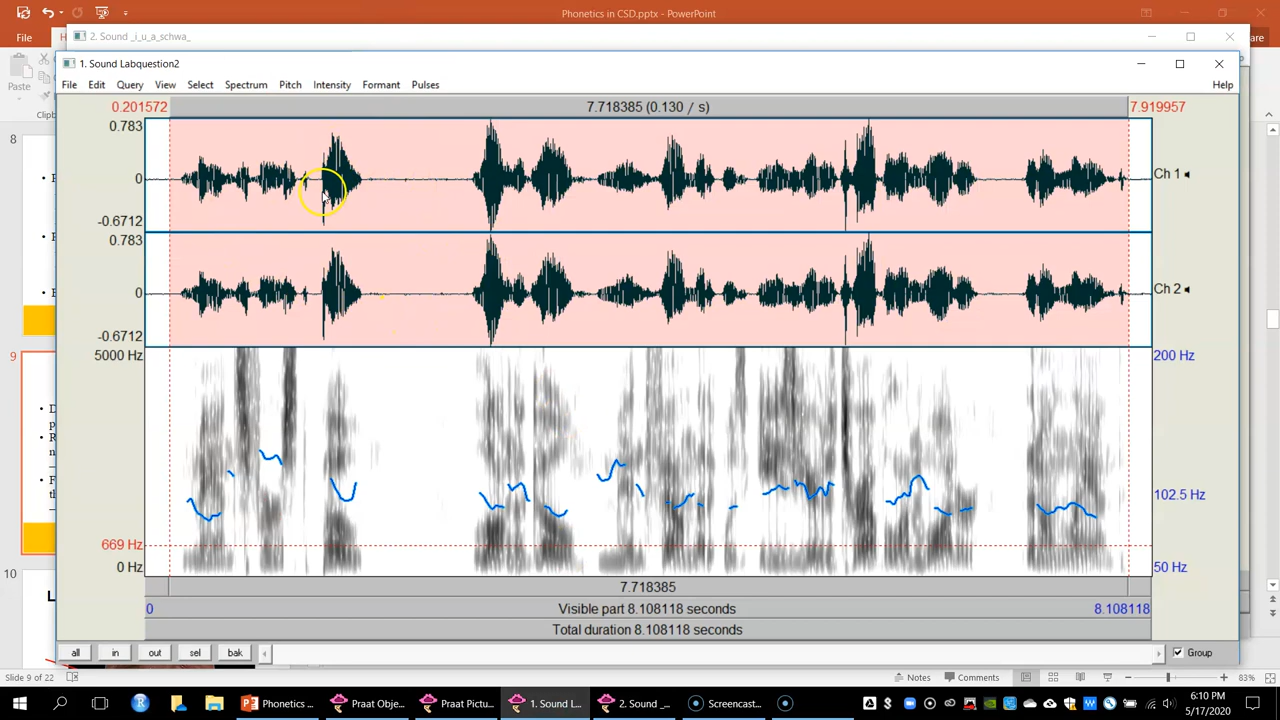 Phonetics in CSD.pptx - PowerPoint
File
2. Sound _i_u_a_schwa_
Paste
Clipb
1. Sound Labquestion2
File Edit Query View Select Spectrum Pitch Intensity Formant Pulses Help
0.201572 7.718385 (0.130 / s) 7.919957
0.783
0 Ch 1
-0.6712
0.783
0 Ch 2
-0.6712
5000 Hz 200 Hz
102.5 Hz
669 Hz
0 Hz 50 Hz
7.718385
0 Visible part 8.108118 seconds 8.108118
Total duration 8.108118 seconds
all in out sel bak Group
8
9
10
Slide 9 of 22 Notes Comments 83%
Phonetics ... Praat Obje... Praat Pictu... 1. Sound L... 2. Sound _... Screencast...
6:10 PM
5/17/2020